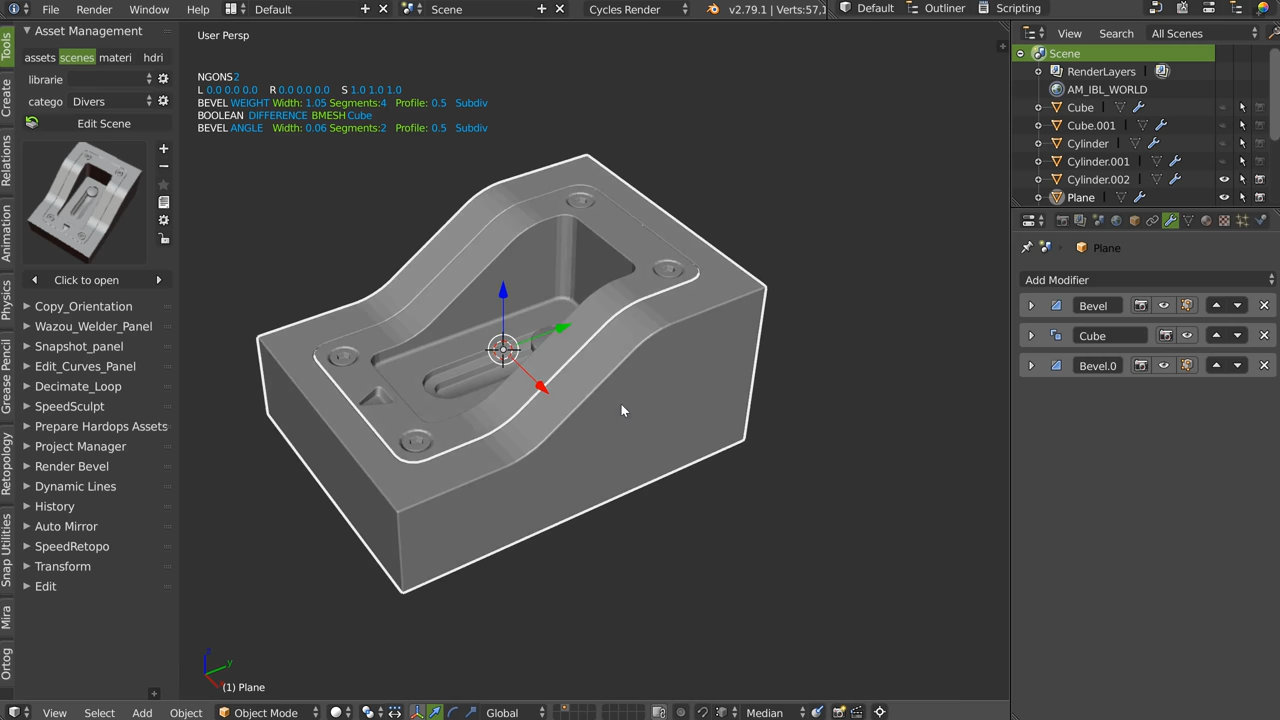 File Render Window Help Default Scene Cycles Render v2.79.1 | Verts:57,1 Default Outliner Scripting
Tools
Create
Relations
Animation
Physics
Grease Pencil
Retopology
Snap Utilities
Mira
Ortog
Asset Management
assets scenes materi hdri
librarie
catego Divers
Edit Scene
Click to open
Copy_Orientation
Wazou_Welder_Panel
Snapshot_panel
Edit_Curves_Panel
Decimate_Loop
SpeedSculpt
Prepare Hardops Assets
Project Manager
Render Bevel
Dynamic Lines
History
Auto Mirror
SpeedRetopo
Transform
Edit
User Persp
NGONS 2
L 0.0 0.0 0.0 R 0.0 0.0 0.0 S 1.0 1.0 1.0
BEVEL WEIGHT Width: 1.05 Segments:4 Profile: 0.5 Subdiv
BOOLEAN DIFFERENCE BMESH Cube
BEVEL ANGLE Width: 0.06 Segments:2 Profile: 0.5 Subdiv
z
y
(1) Plane
View Select Add Object Object Mode Global Median
View Search All Scenes
Scene
RenderLayers
AM_IBL_WORLD
Cube
Cube.001
Cylinder
Cylinder.001
Cylinder.002
Plane
Plane
Add Modifier
Bevel
Cube
Bevel.0